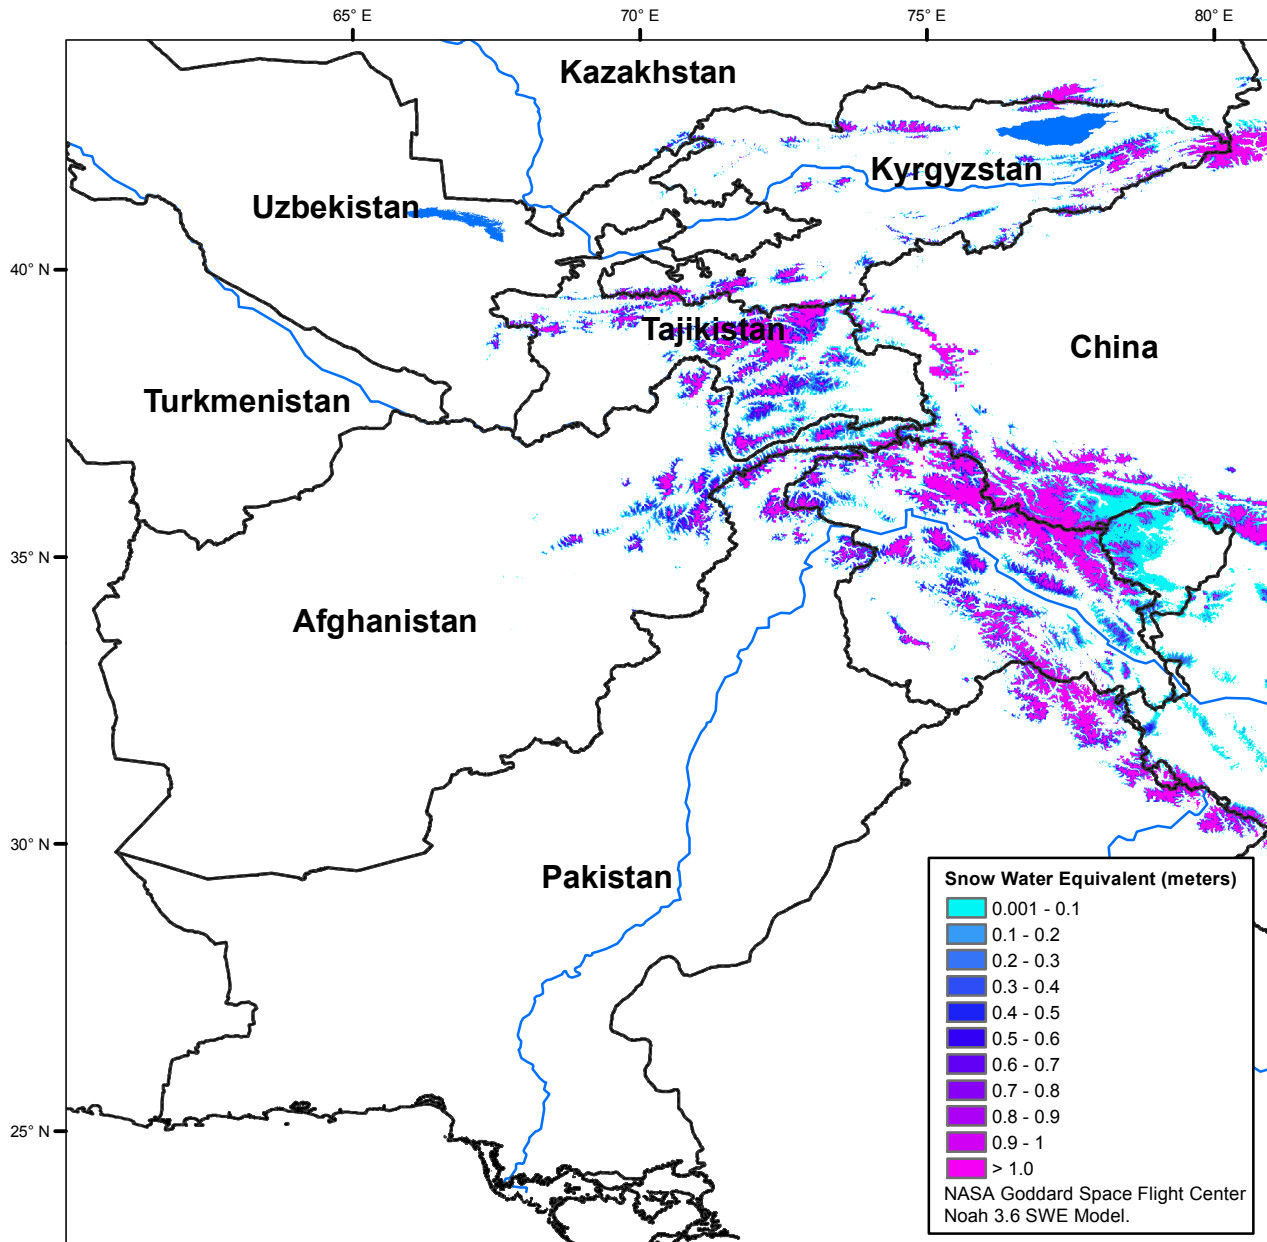 65° E
70° E
75° E
80° E
Kazakhstan
Kyrgyzstan
Uzbekistan
40° N
Tajikistan
China
Turkmenistan
35° N
Afghanistan
30° N
Pakistan
25° N
Snow Water Equivalent (meters)
0.001 - 0.1
0.1 - 0.2
0.2 - 0.3
0.3 - 0.4
0.4 - 0.5
0.5 - 0.6
0.6 - 0.7
0.7 - 0.8
0.8 - 0.9
0.9 - 1
> 1.0
NASA Goddard Space Flight Center
Noah 3.6 SWE Model.